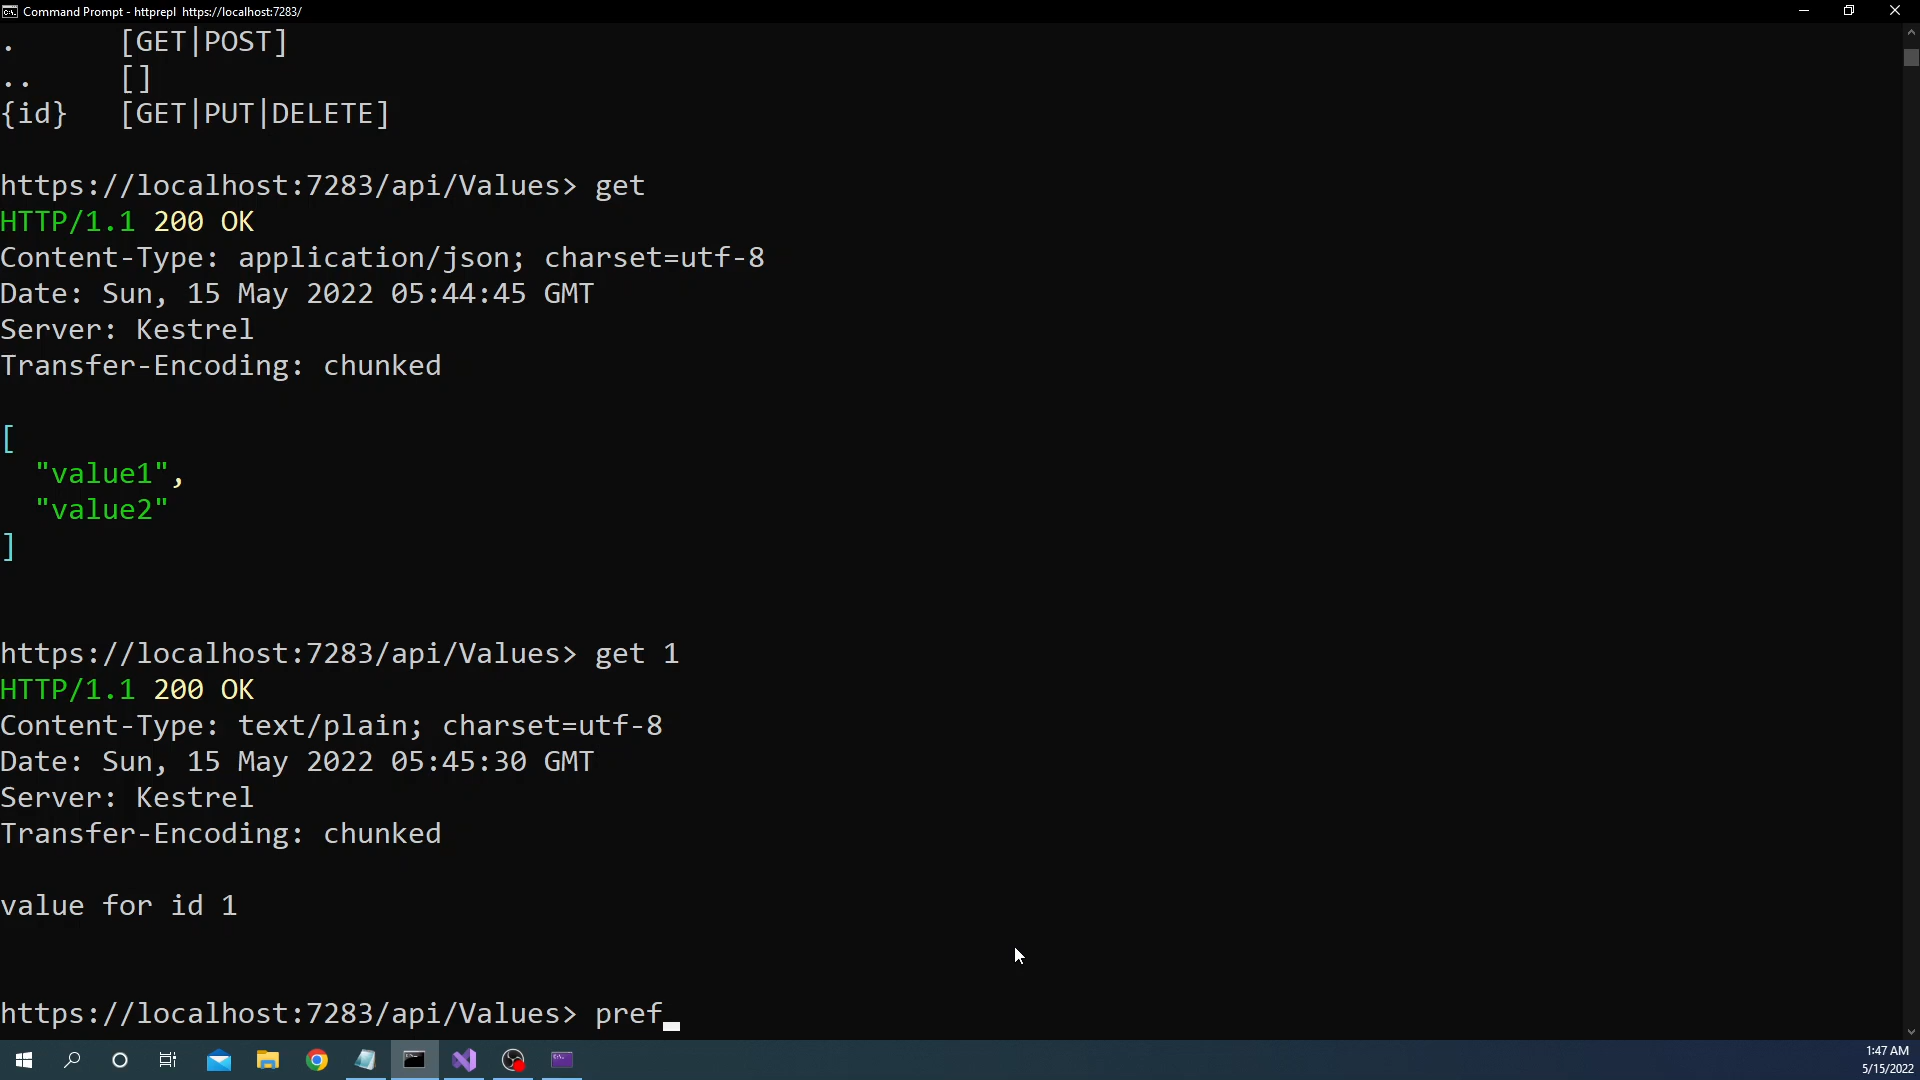 Command Prompt - httprepl  https://localhost:7283/
.      [GET|POST]
..     []
{id}   [GET|PUT|DELETE]
https://localhost:7283/api/Values> get
HTTP/1.1 200 OK
Content-Type: application/json; charset=utf-8
Date: Sun, 15 May 2022 05:44:45 GMT
Server: Kestrel
Transfer-Encoding: chunked
[
  "value1",
  "value2"
]
https://localhost:7283/api/Values> get 1
HTTP/1.1 200 OK
Content-Type: text/plain; charset=utf-8
Date: Sun, 15 May 2022 05:45:30 GMT
Server: Kestrel
Transfer-Encoding: chunked
value for id 1
https://localhost:7283/api/Values> pref
1:47 AM
5/15/2022